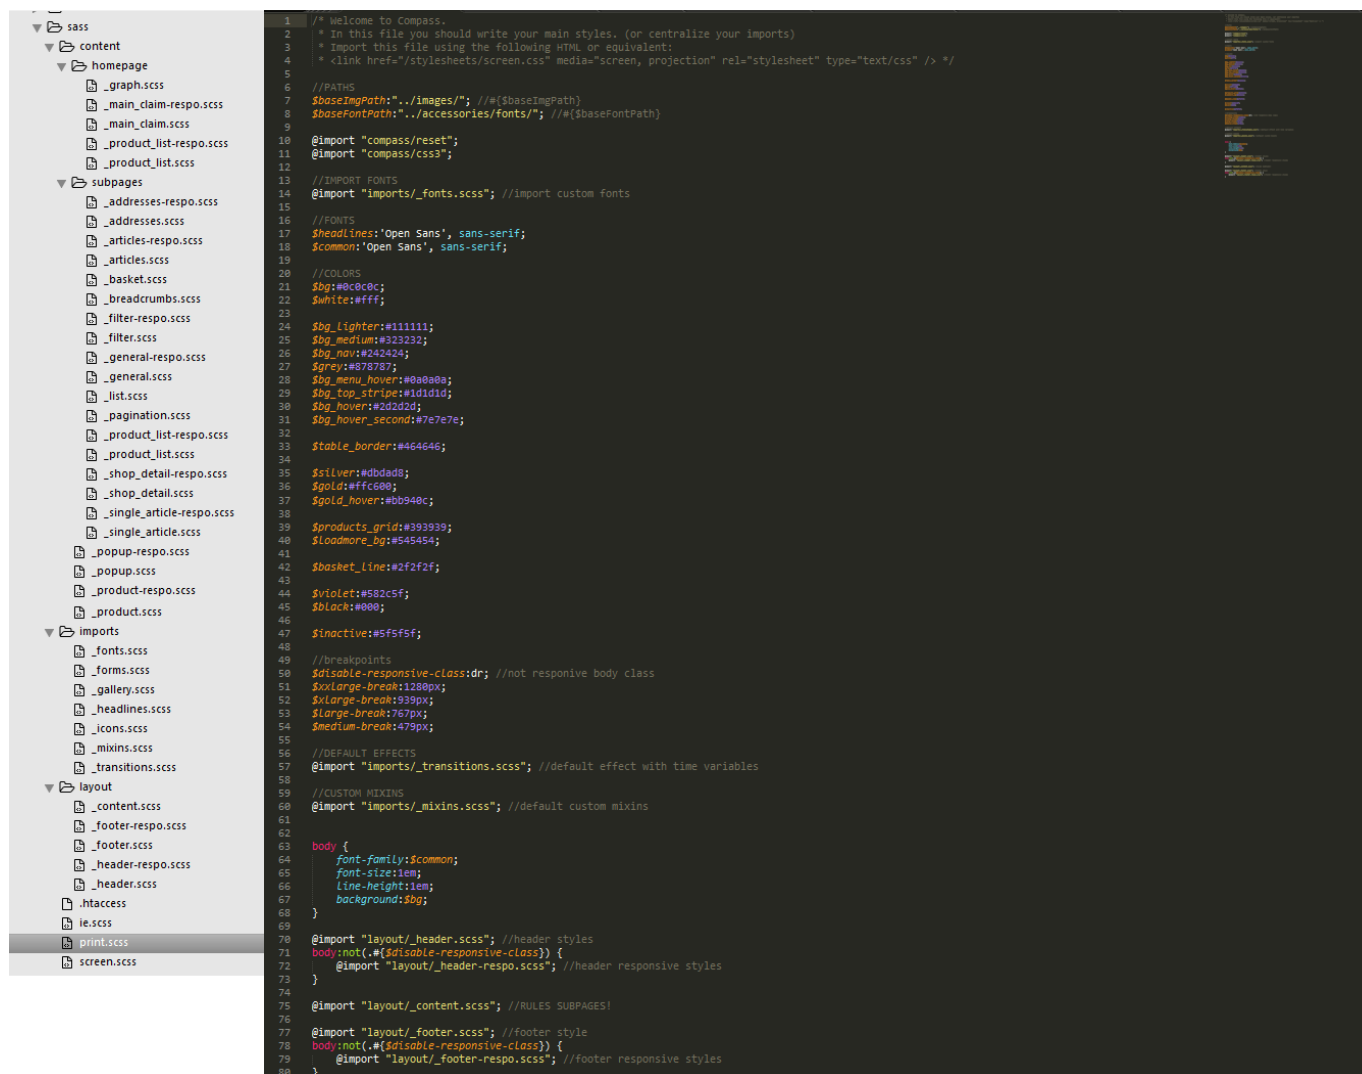 sass
content
homepage
_graph.scss
_main_claim-respo.scss
_main_claim.scss
_product_list-respo.scss
_product_list.scss
subpages
_addresses-respo.scss
_addresses.scss
_articles-respo.scss
_articles.scss
_basket.scss
_breadcrumbs.scss
_filter-respo.scss
_filter.scss
_general-respo.scss
_general.scss
_list.scss
_pagination.scss
_product_list-respo.scss
_product_list.scss
_shop_detail-respo.scss
_shop_detail.scss
_single_article-respo.scss
_single_article.scss
_popup-respo.scss
_popup.scss
_product-respo.scss
_product.scss
imports
_fonts.scss
_forms.scss
_gallery.scss
_headlines.scss
_icons.scss
_mixins.scss
_transitions.scss
layout
_content.scss
_footer-respo.scss
_footer.scss
_header-respo.scss
_header.scss
.htaccess
ie.scss
print.scss
screen.scss
1 /* Welcome to Compass.
2 * In this file you should write your main styles. (or centralize your imports)
3 * Import this file using the following HTML or equivalent:
4 * <link href="/stylesheets/screen.css" media="screen, projection" rel="stylesheet" type="text/css" /> */
5
6 //PATHS
7 $baseImgPath:"../images/"; //#{$baseImgPath}
8 $baseFontPath:"../accessories/fonts/"; //#{$baseFontPath}
9
10 @import "compass/reset";
11 @import "compass/css3";
12
13 //IMPORT FONTS
14 @import "imports/_fonts.scss"; //import custom fonts
15
16 //FONTS
17 $headlines:'Open Sans', sans-serif;
18 $common:'Open Sans', sans-serif;
19
20 //COLORS
21 $bg:#0c0c0c;
22 $white:#fff;
23
24 $bg_lighter:#111111;
25 $bg_medium:#323232;
26 $bg_nav:#242424;
27 $grey:#878787;
28 $bg_menu_hover:#0a0a0a;
29 $bg_top_stripe:#1d1d1d;
30 $bg_hover:#2d2d2d;
31 $bg_hover_second:#7e7e7e;
32
33 $table_border:#464646;
34
35 $silver:#dbdad8;
36 $gold:#ffc600;
37 $gold_hover:#bb940c;
38
39 $products_grid:#393939;
40 $loadmore_bg:#545454;
41
42 $basket_line:#2f2f2f;
43
44 $violet:#582c5f;
45 $black:#000;
46
47 $inactive:#5f5f5f;
48
49 //breakpoints
50 $disable-responsive-class:dr; //not responive body class
51 $xxlarge-break:1280px;
52 $xlarge-break:939px;
53 $large-break:767px;
54 $medium-break:479px;
55
56 //DEFAULT EFFECTS
57 @import "imports/_transitions.scss"; //default effect with time variables
58
59 //CUSTOM MIXINS
60 @import "imports/_mixins.scss"; //default custom mixins
61
62
63 body {
64 font-family:$common;
65 font-size:1em;
66 line-height:1em;
67 background:$bg;
68 }
69
70 @import "layout/_header.scss"; //header styles
71 body:not(.#{$disable-responsive-class}) {
72 @import "layout/_header-respo.scss"; //header responsive styles
73 }
74
75 @import "layout/_content.scss"; //RULES SUBPAGES!
76
77 @import "layout/_footer.scss"; //footer style
78 body:not(.#{$disable-responsive-class}) {
79 @import "layout/_footer-respo.scss"; //footer responsive styles
80 }